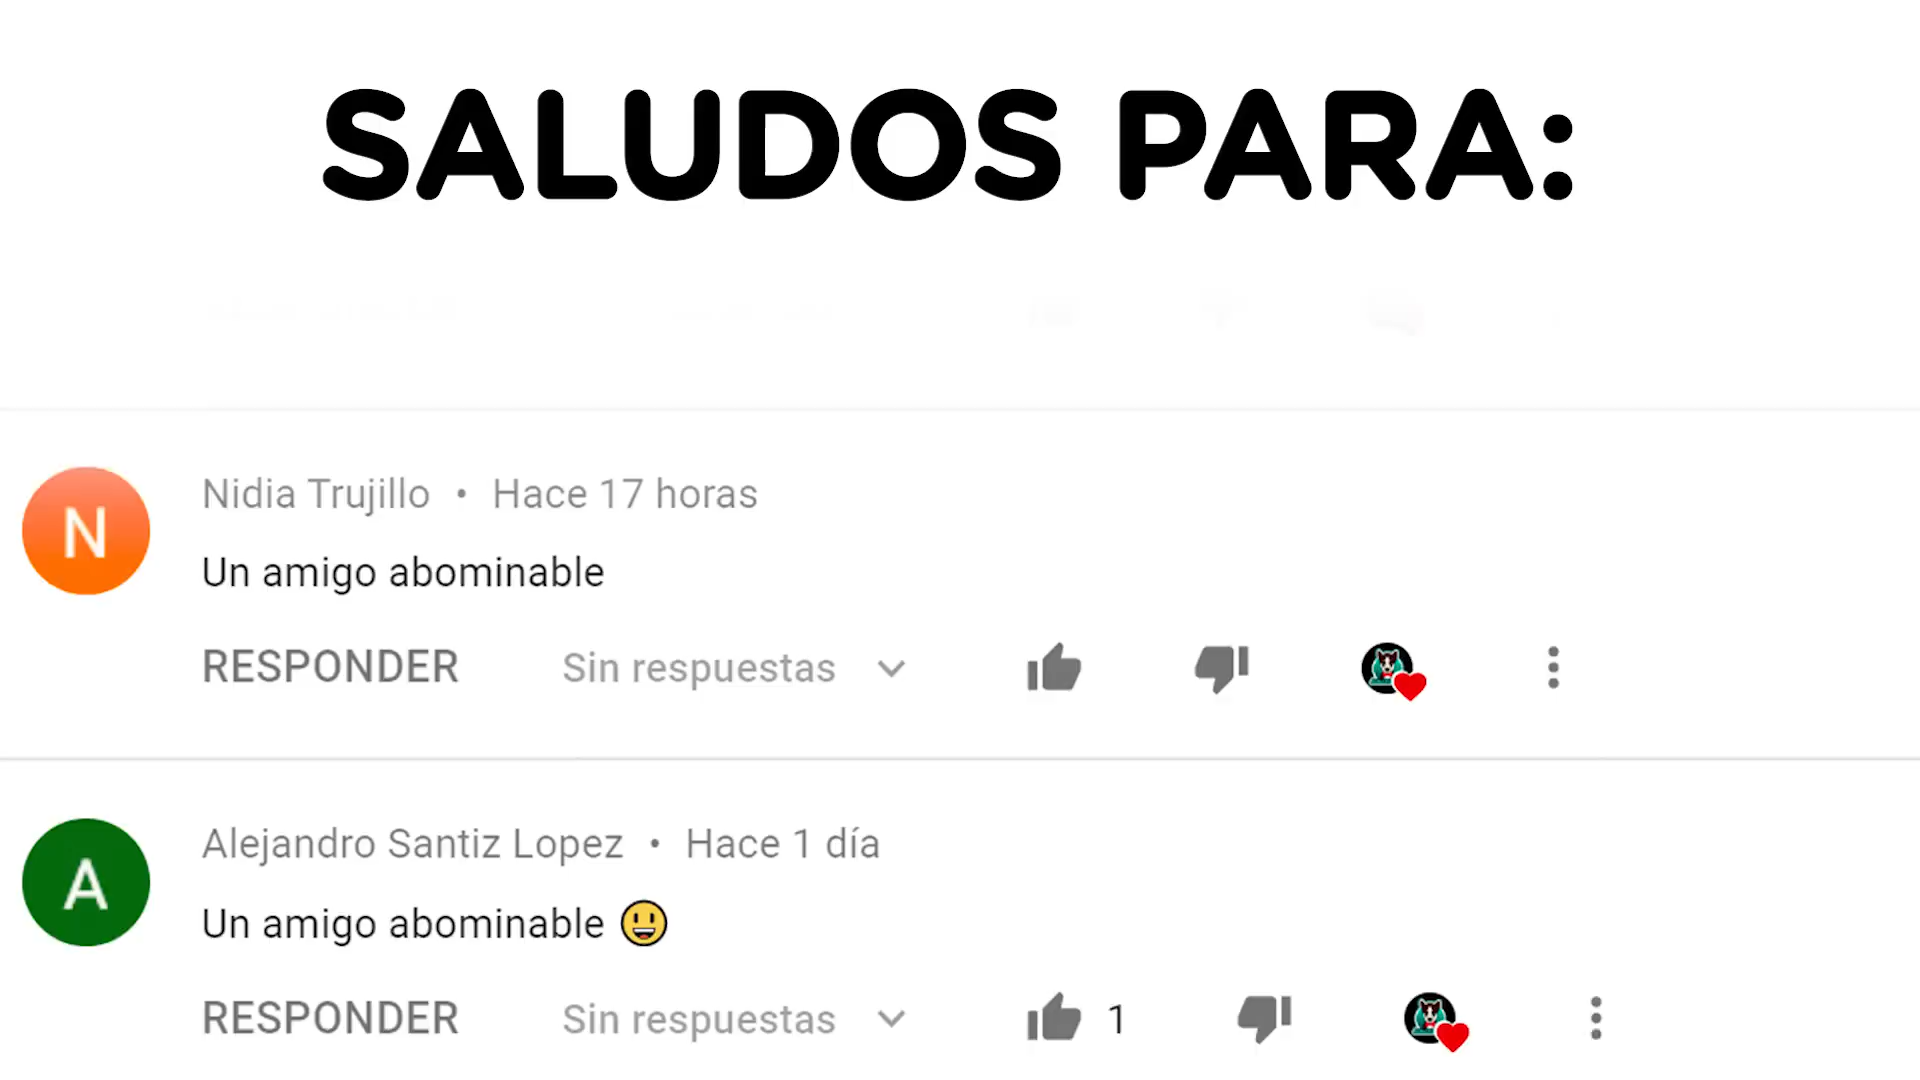 SALUDOS PARA:
N
Nidia Trujillo • Hace 17 horas
Un amigo abominable
RESPONDER Sin respuestas
A
Alejandro Santiz Lopez • Hace 1 día
Un amigo abominable 😃
RESPONDER Sin respuestas 1